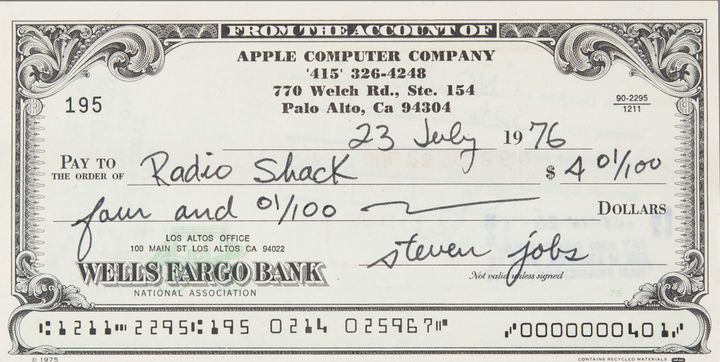 FROM THE ACCOUNT OF
APPLE COMPUTER COMPANY
'415' 326-4248
770 Welch Rd., Ste. 154
Palo Alto, Ca 94304
195
90-2295
1211
23 July 1976
PAY TO THE ORDER OF Radio Shack $ 4 01/100
four and 01/100 DOLLARS
LOS ALTOS OFFICE
100 MAIN ST LOS ALTOS CA 94022
WELLS FARGO BANK
NATIONAL ASSOCIATION
steven jobs
Not valid unless signed
75
⑆1211⑉2295⑆195 0214 025967⑈ ⑇0000000401⑇
© 1975 CONTAINS RECYCLED MATERIALS